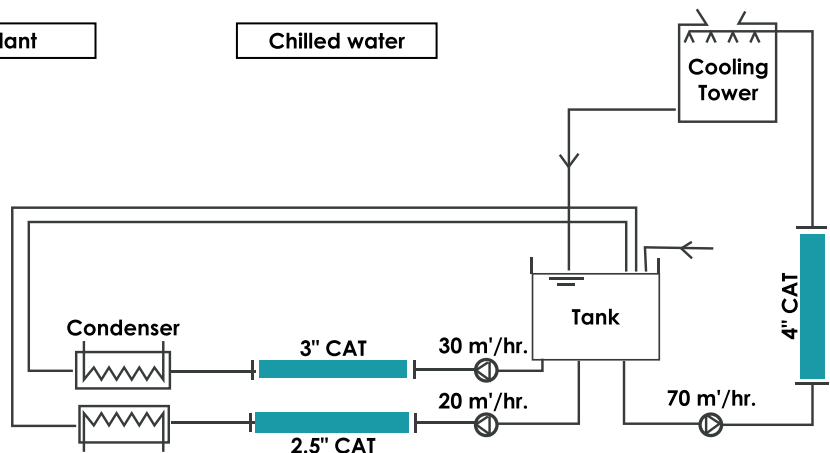 lant
Chilled water
Cooling
Tower
4" CAT
Tank
Condenser
3" CAT
30 m'/hr.
20 m'/hr.
2.5" CAT
70 m'/hr.